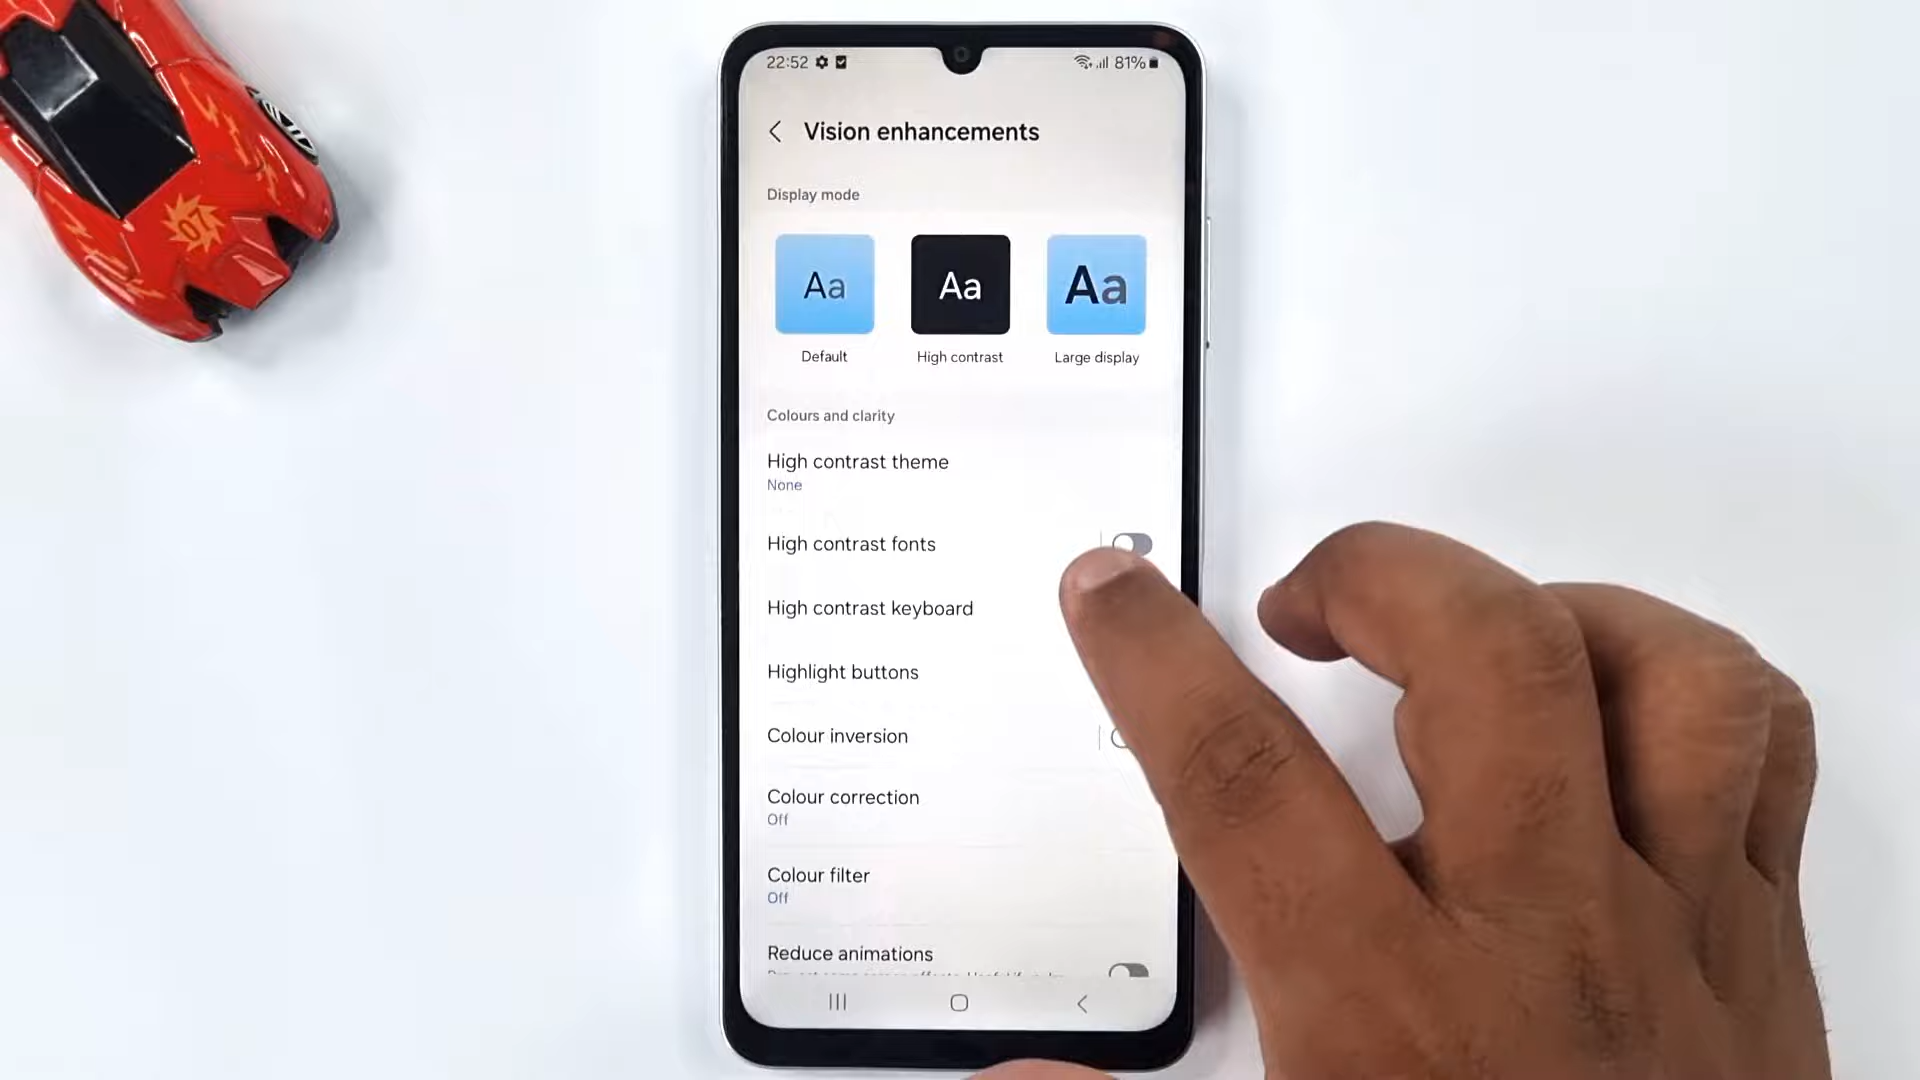 22:52 81%
Vision enhancements
Display mode
Aa Aa Aa
Default High contrast Large display
Colours and clarity
High contrast theme
None
High contrast fonts
High contrast keyboard
Highlight buttons
Colour inversion
Colour correction
Off
Colour filter
Off
Reduce animations
07